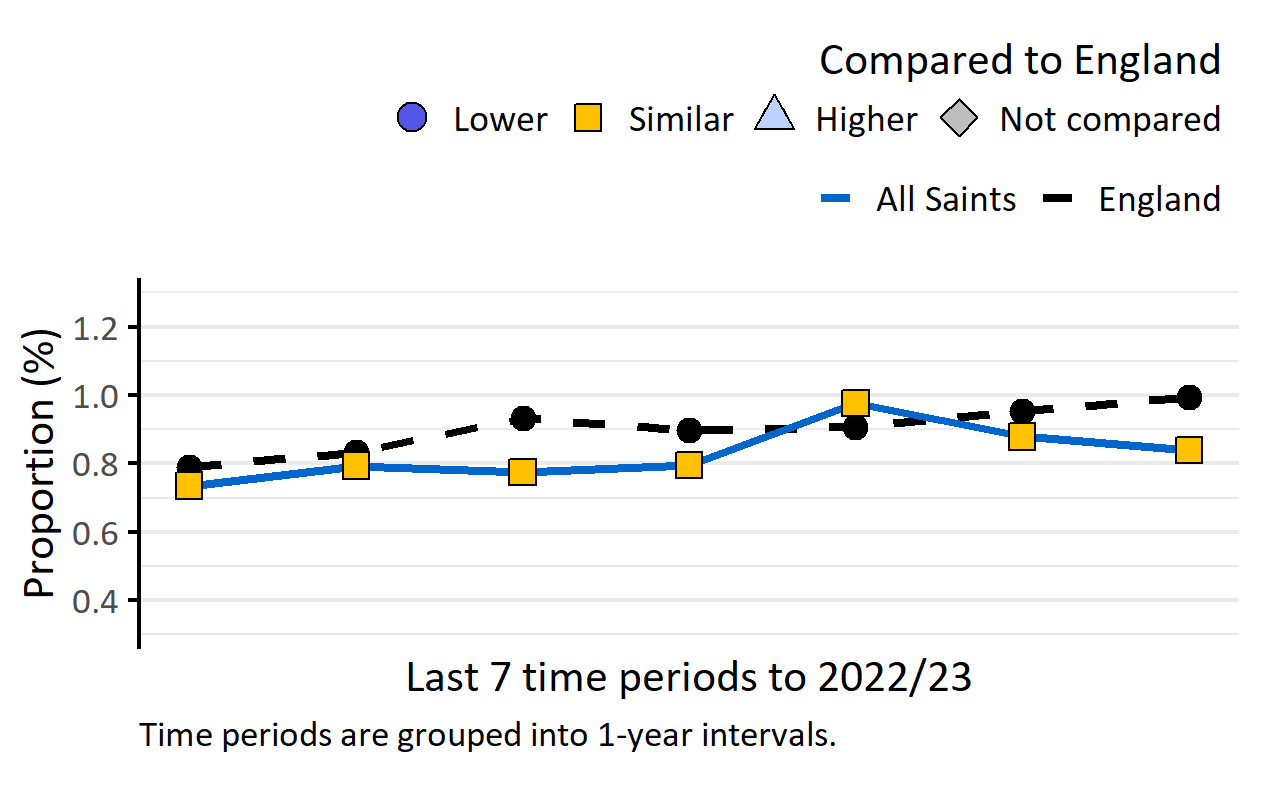 Compared to England
Lower Similar Higher Not compared
All Saints England
Proportion (%)
1.2
1.0
0.8
0.6
0.4
Last 7 time periods to 2022/23
Time periods are grouped into 1-year intervals.